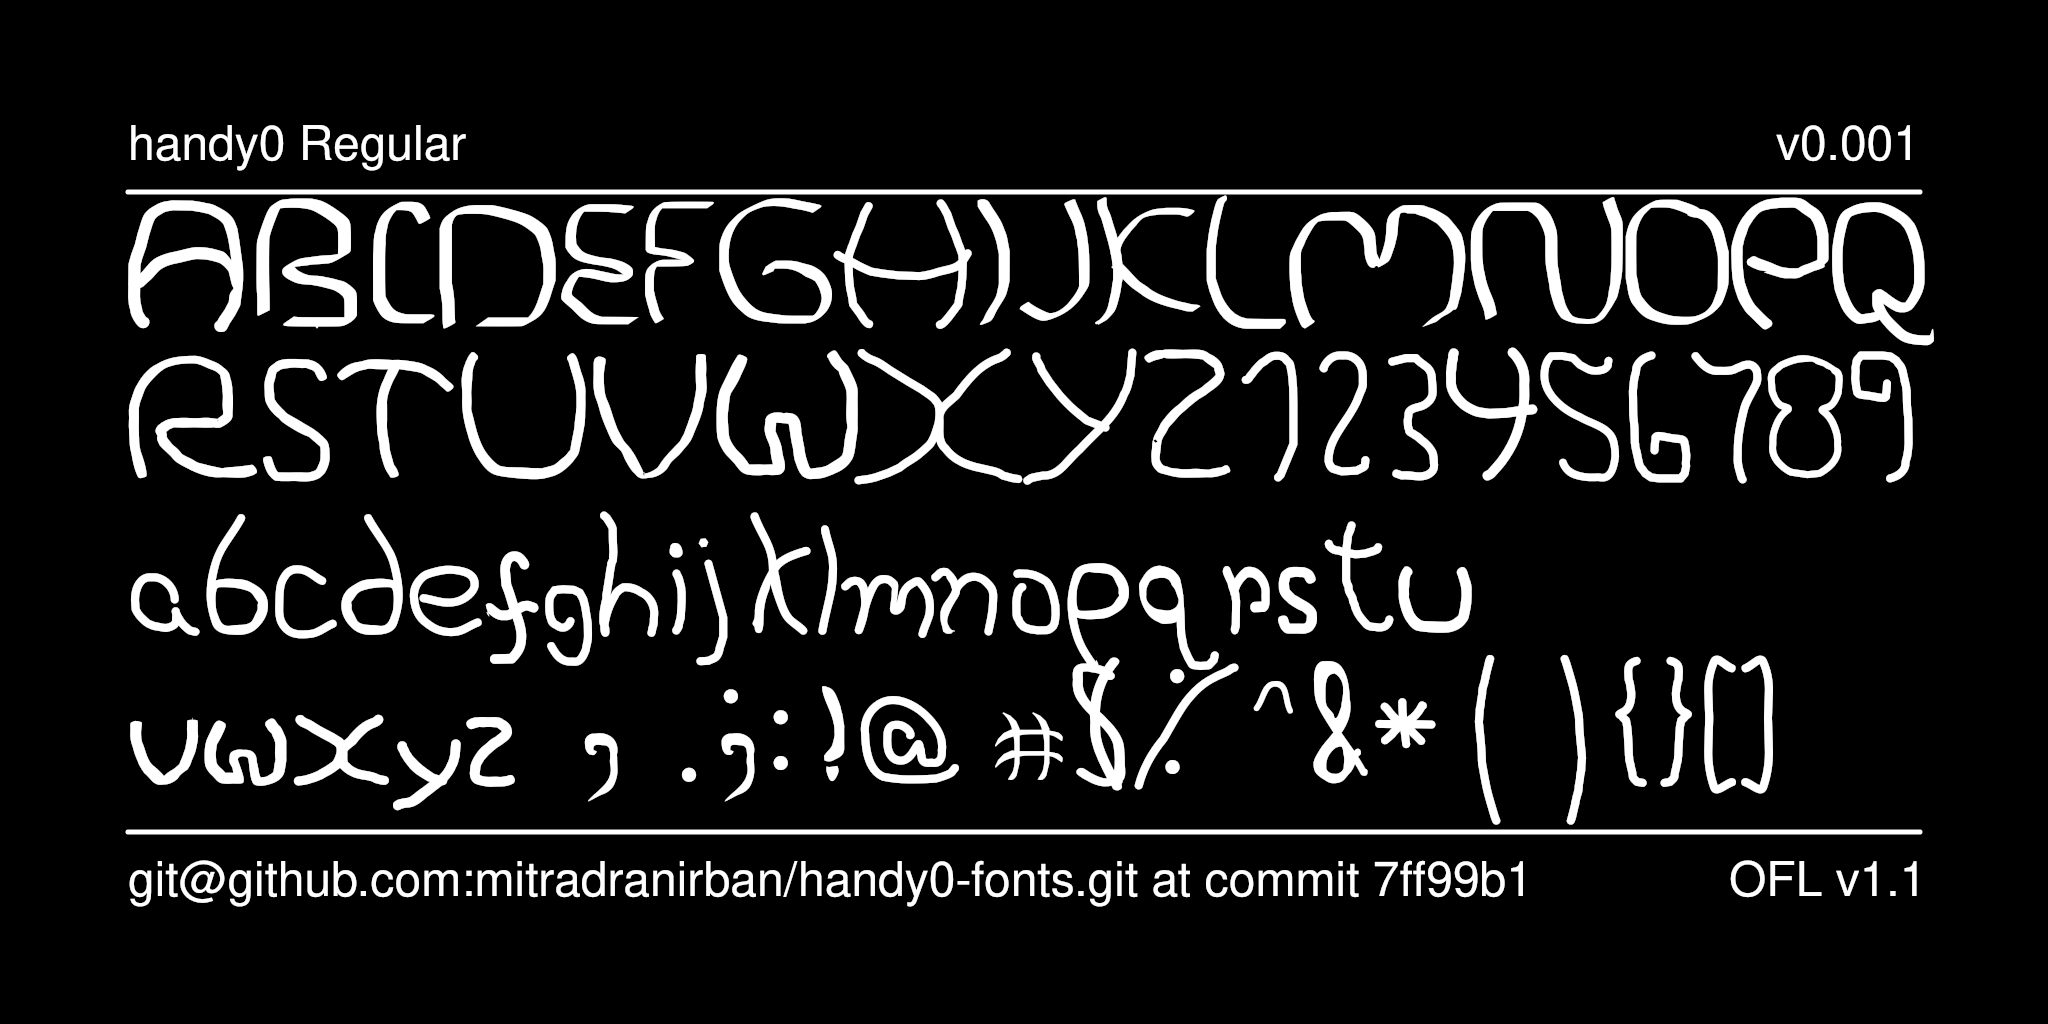 handy0 Regular
v0.001
ABCDEFGHIJKLMNOPQ
RSTUVWXYZ123456789
abcdefghijklmnopqrstu
vwxyz ,.;:!@#$%^&*(){}[]
git@github.com:mitradranirban/handy0-fonts.git at commit 7ff99b1
OFL v1.1